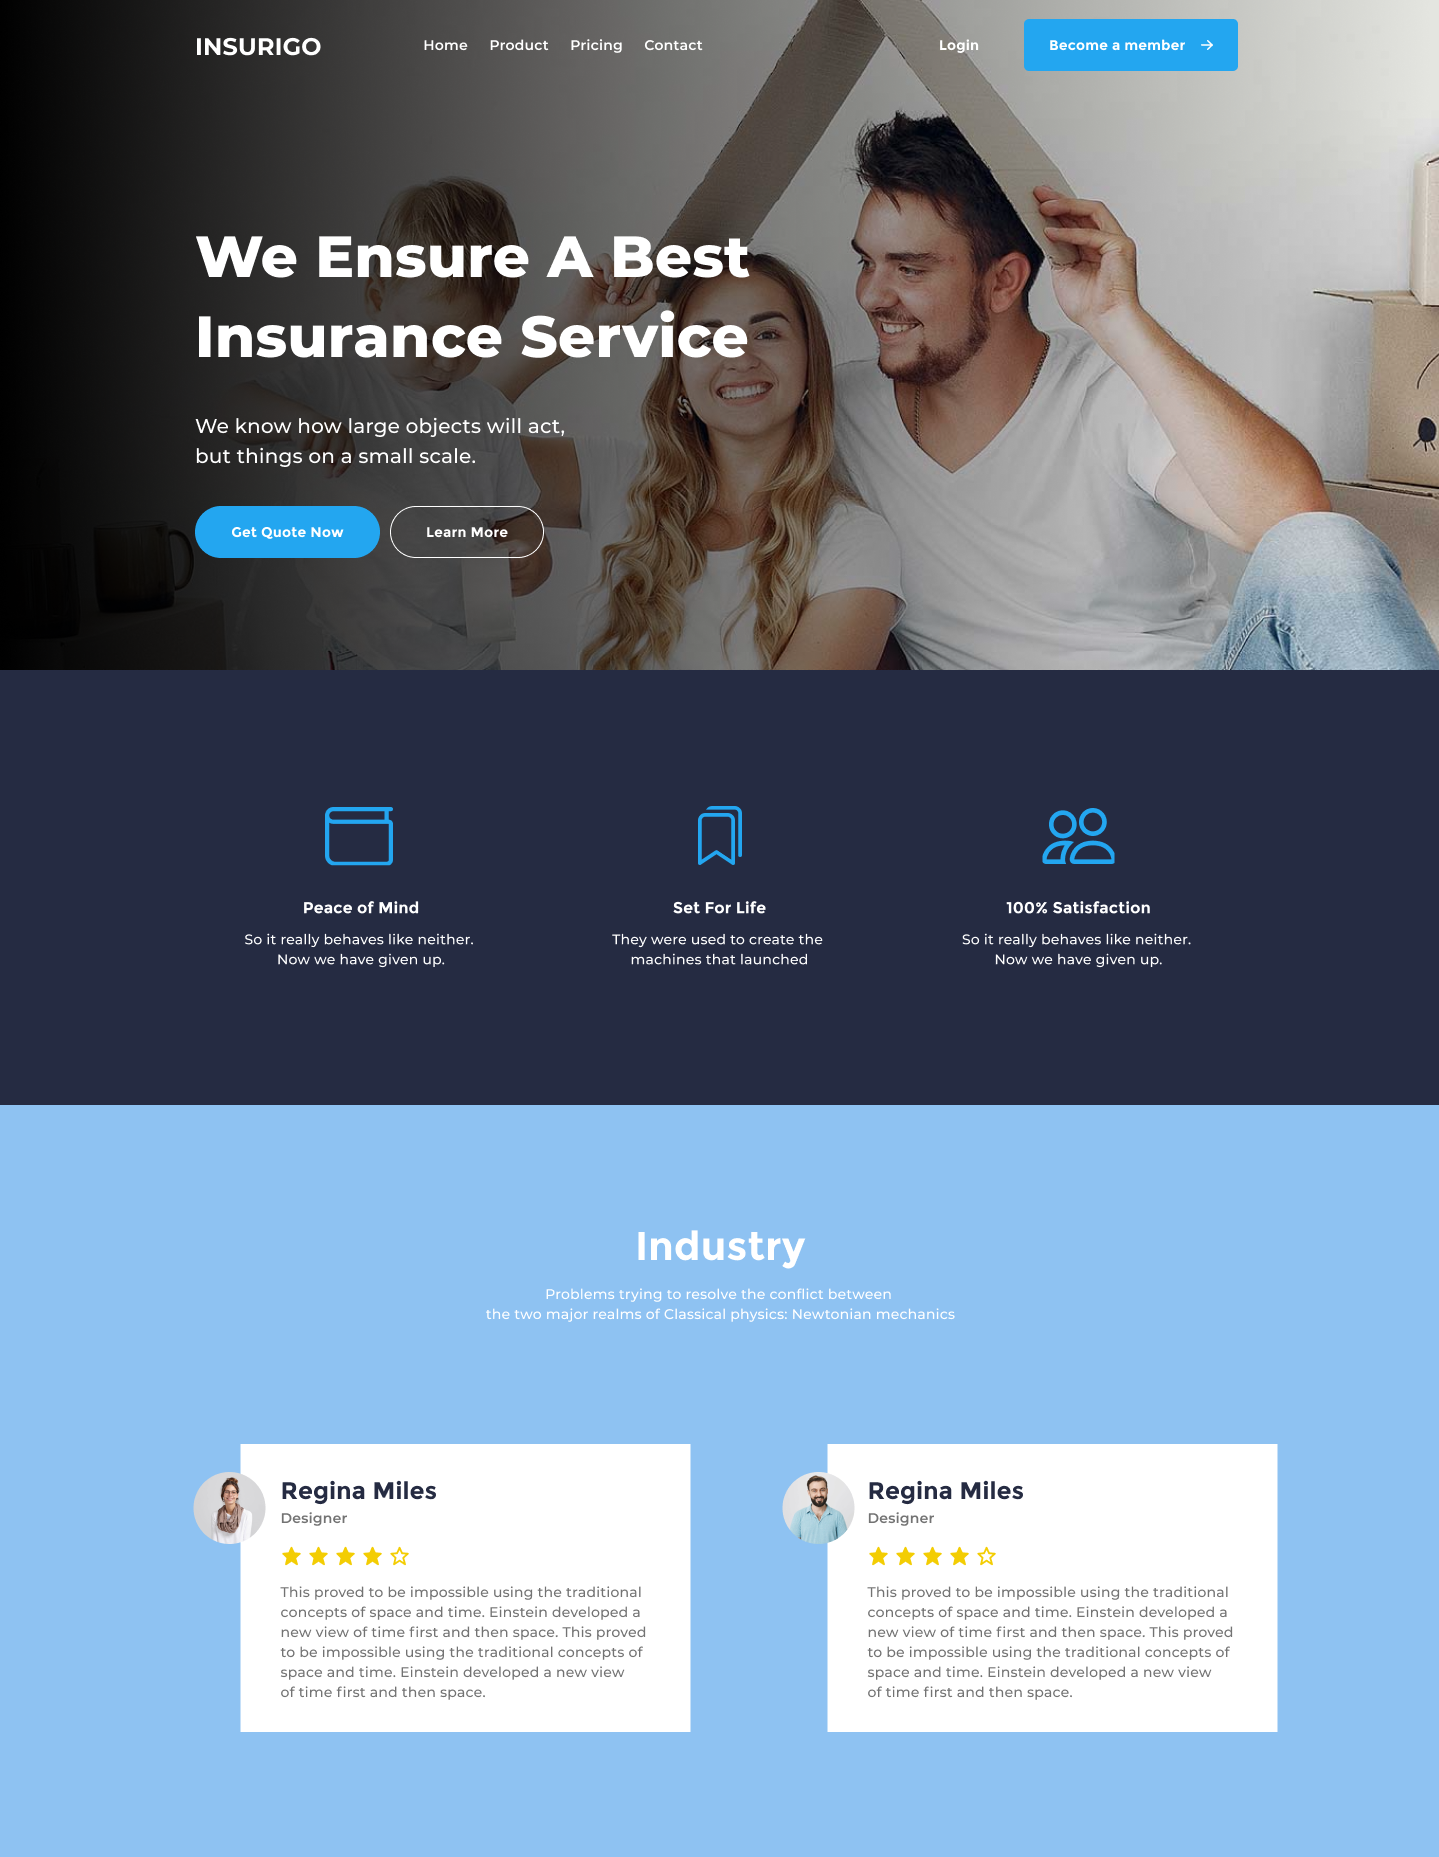 INSURIGO
Home Product Pricing Contact
Login
Become a member
We Ensure A Best
Insurance Service
We know how large objects will act,
but things on a small scale.
Get Quote Now
Learn More
Peace of Mind
So it really behaves like neither.
Now we have given up.
Set For Life
They were used to create the
machines that launched
100% Satisfaction
So it really behaves like neither.
Now we have given up.
Industry
Problems trying to resolve the conflict between
the two major realms of Classical physics: Newtonian mechanics
Regina Miles
Designer
This proved to be impossible using the traditional
concepts of space and time. Einstein developed a
new view of time first and then space. This proved
to be impossible using the traditional concepts of
space and time. Einstein developed a new view
of time first and then space.
Regina Miles
Designer
This proved to be impossible using the traditional
concepts of space and time. Einstein developed a
new view of time first and then space. This proved
to be impossible using the traditional concepts of
space and time. Einstein developed a new view
of time first and then space.